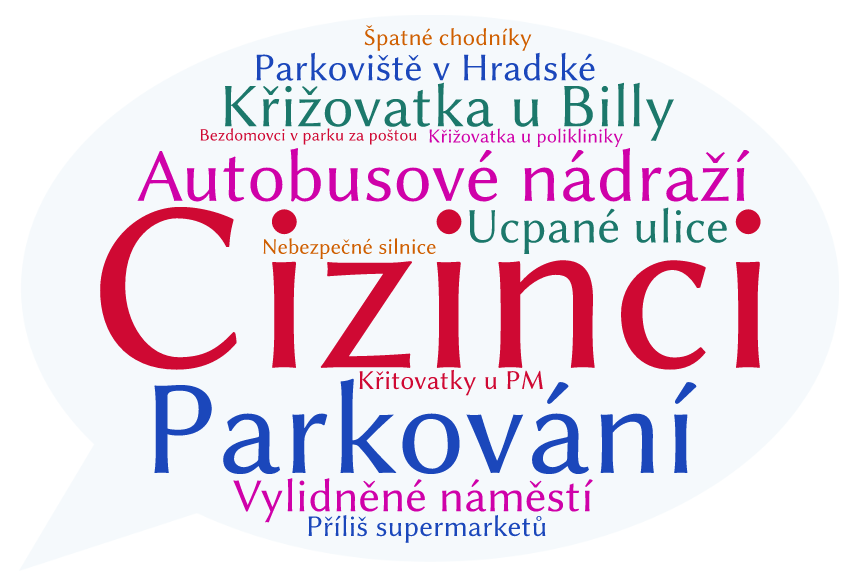 Špatné chodníky
Parkoviště v Hradské
Křižovatka u Billy
Bezdomovci v parku za poštou
Křižovatka u polikliniky
Autobusové nádraží
Cizinci
Ucpané ulice
Nebezpečné silnice
Křitovatky u PM
Parkování
Vylidněné náměstí
Příliš supermarketů